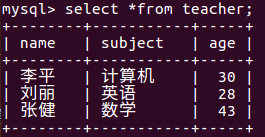 mysql> select *from teacher;
+--------+-----------+-----+
| name | subject | age |
+--------+-----------+-----+
| 李平 | 计算机 | 30 |
| 刘丽 | 英语 | 28 |
| 张健 | 数学 | 43 |
+--------+-----------+-----+